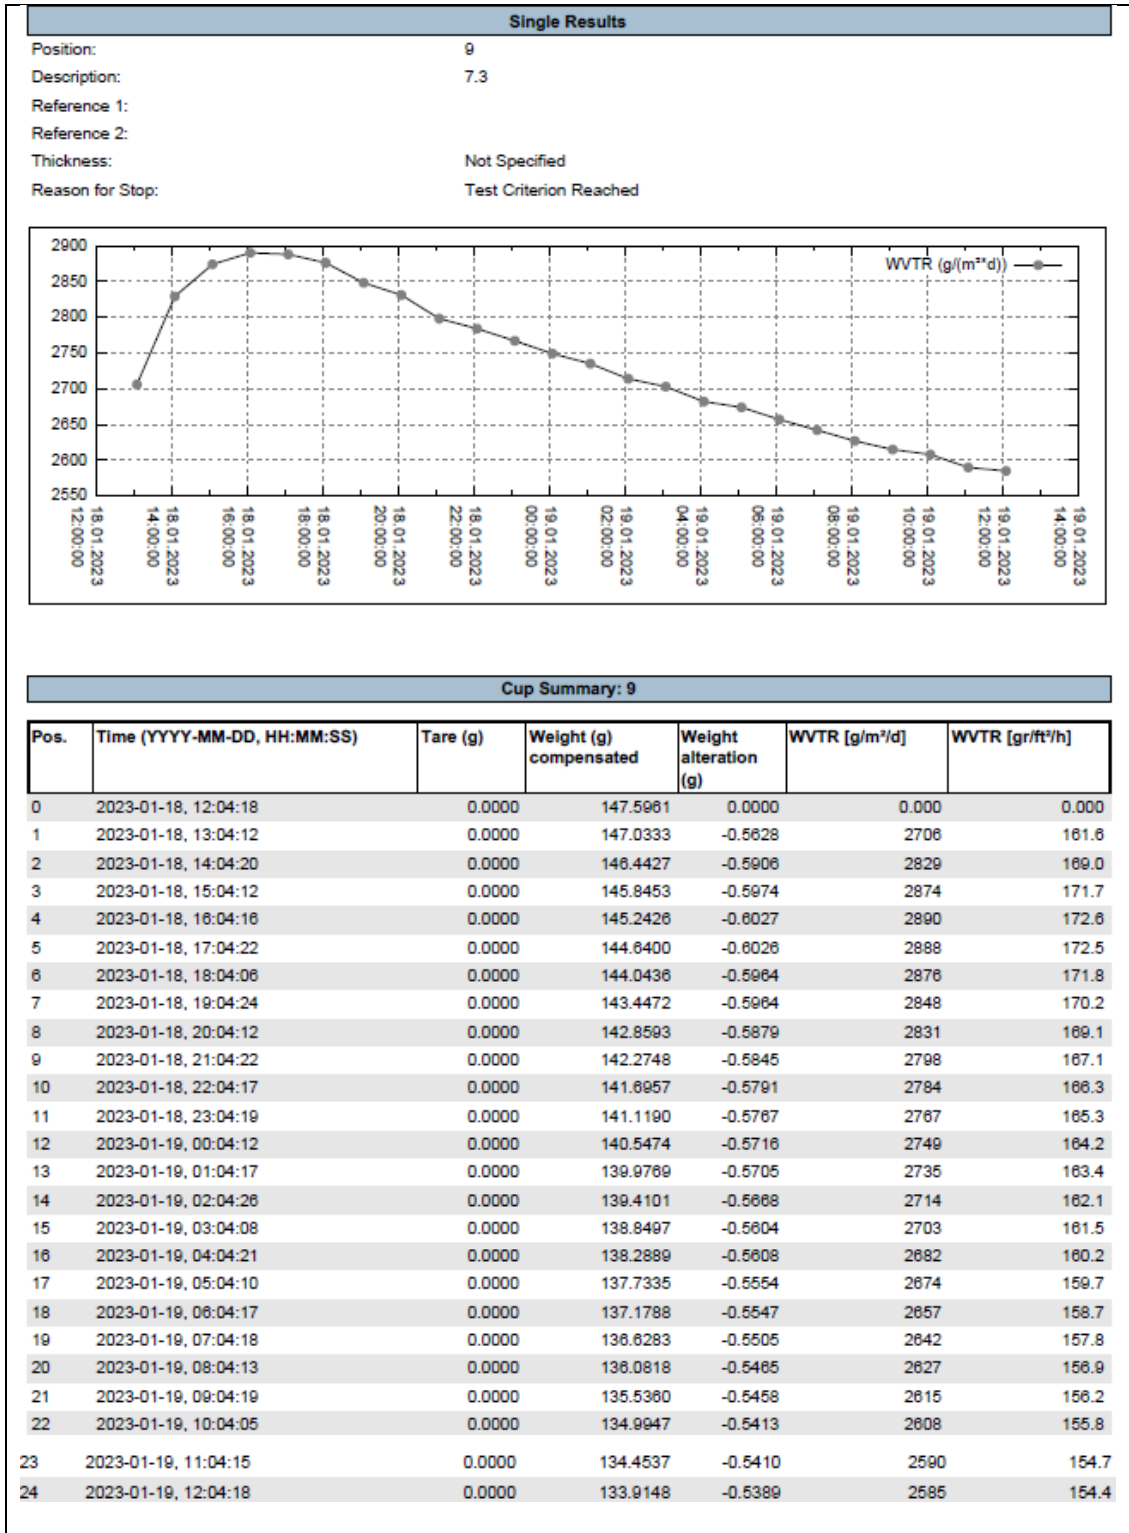 Single Results
Position: 9
Description: 7.3
Reference 1:
Reference 2:
Thickness: Not Specified
Reason for Stop: Test Criterion Reached
WVTR (g/(m²*d))
2900
2850
2800
2750
2700
2650
2600
2550
18.01.2023 12:00:00
18.01.2023 14:00:00
18.01.2023 16:00:00
18.01.2023 18:00:00
18.01.2023 20:00:00
18.01.2023 22:00:00
19.01.2023 00:00:00
19.01.2023 02:00:00
19.01.2023 04:00:00
19.01.2023 06:00:00
19.01.2023 08:00:00
19.01.2023 10:00:00
19.01.2023 12:00:00
19.01.2023 14:00:00
Cup Summary: 9
Pos. Time (YYYY-MM-DD, HH:MM:SS) Tare (g) Weight (g) compensated Weight alteration (g) WVTR [g/m²/d] WVTR [gr/ft²/h]
0 2023-01-18, 12:04:18 0.0000 147.5961 0.0000 0.000 0.000
1 2023-01-18, 13:04:12 0.0000 147.0333 -0.5628 2706 161.6
2 2023-01-18, 14:04:20 0.0000 146.4427 -0.5906 2829 169.0
3 2023-01-18, 15:04:12 0.0000 145.8453 -0.5974 2874 171.7
4 2023-01-18, 16:04:16 0.0000 145.2426 -0.6027 2890 172.6
5 2023-01-18, 17:04:22 0.0000 144.6400 -0.6026 2888 172.5
6 2023-01-18, 18:04:06 0.0000 144.0436 -0.5964 2876 171.8
7 2023-01-18, 19:04:24 0.0000 143.4472 -0.5964 2848 170.2
8 2023-01-18, 20:04:12 0.0000 142.8593 -0.5879 2831 169.1
9 2023-01-18, 21:04:22 0.0000 142.2748 -0.5845 2798 167.1
10 2023-01-18, 22:04:17 0.0000 141.6957 -0.5791 2784 166.3
11 2023-01-18, 23:04:19 0.0000 141.1190 -0.5767 2767 165.3
12 2023-01-19, 00:04:12 0.0000 140.5474 -0.5716 2749 164.2
13 2023-01-19, 01:04:17 0.0000 139.9769 -0.5705 2735 163.4
14 2023-01-19, 02:04:26 0.0000 139.4101 -0.5668 2714 162.1
15 2023-01-19, 03:04:08 0.0000 138.8497 -0.5604 2703 161.5
16 2023-01-19, 04:04:21 0.0000 138.2889 -0.5608 2682 160.2
17 2023-01-19, 05:04:10 0.0000 137.7335 -0.5554 2674 159.7
18 2023-01-19, 06:04:17 0.0000 137.1788 -0.5547 2657 158.7
19 2023-01-19, 07:04:18 0.0000 136.6283 -0.5505 2642 157.8
20 2023-01-19, 08:04:13 0.0000 136.0818 -0.5465 2627 156.9
21 2023-01-19, 09:04:19 0.0000 135.5360 -0.5458 2615 156.2
22 2023-01-19, 10:04:05 0.0000 134.9947 -0.5413 2608 155.8
23 2023-01-19, 11:04:15 0.0000 134.4537 -0.5410 2590 154.7
24 2023-01-19, 12:04:18 0.0000 133.9148 -0.5389 2585 154.4